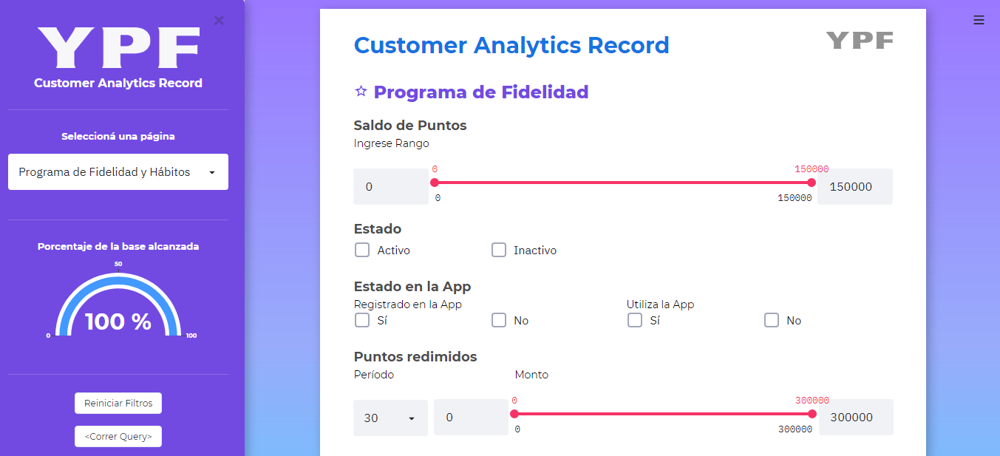 YPF
Customer Analytics Record
Seleccioná una página
Programa de Fidelidad y Hábitos
Porcentaje de la base alcanzada
50
100 %
0
100
Reiniciar Filtros
<Correr Query>
Customer Analytics Record
YPF
Programa de Fidelidad
Saldo de Puntos
Ingrese Rango
0
0
150000
0
150000
150000
Estado
Activo
Inactivo
Estado en la App
Registrado en la App
Utiliza la App
Sí
No
Sí
No
Puntos redimidos
Período
Monto
30
0
0
300000
0
300000
300000